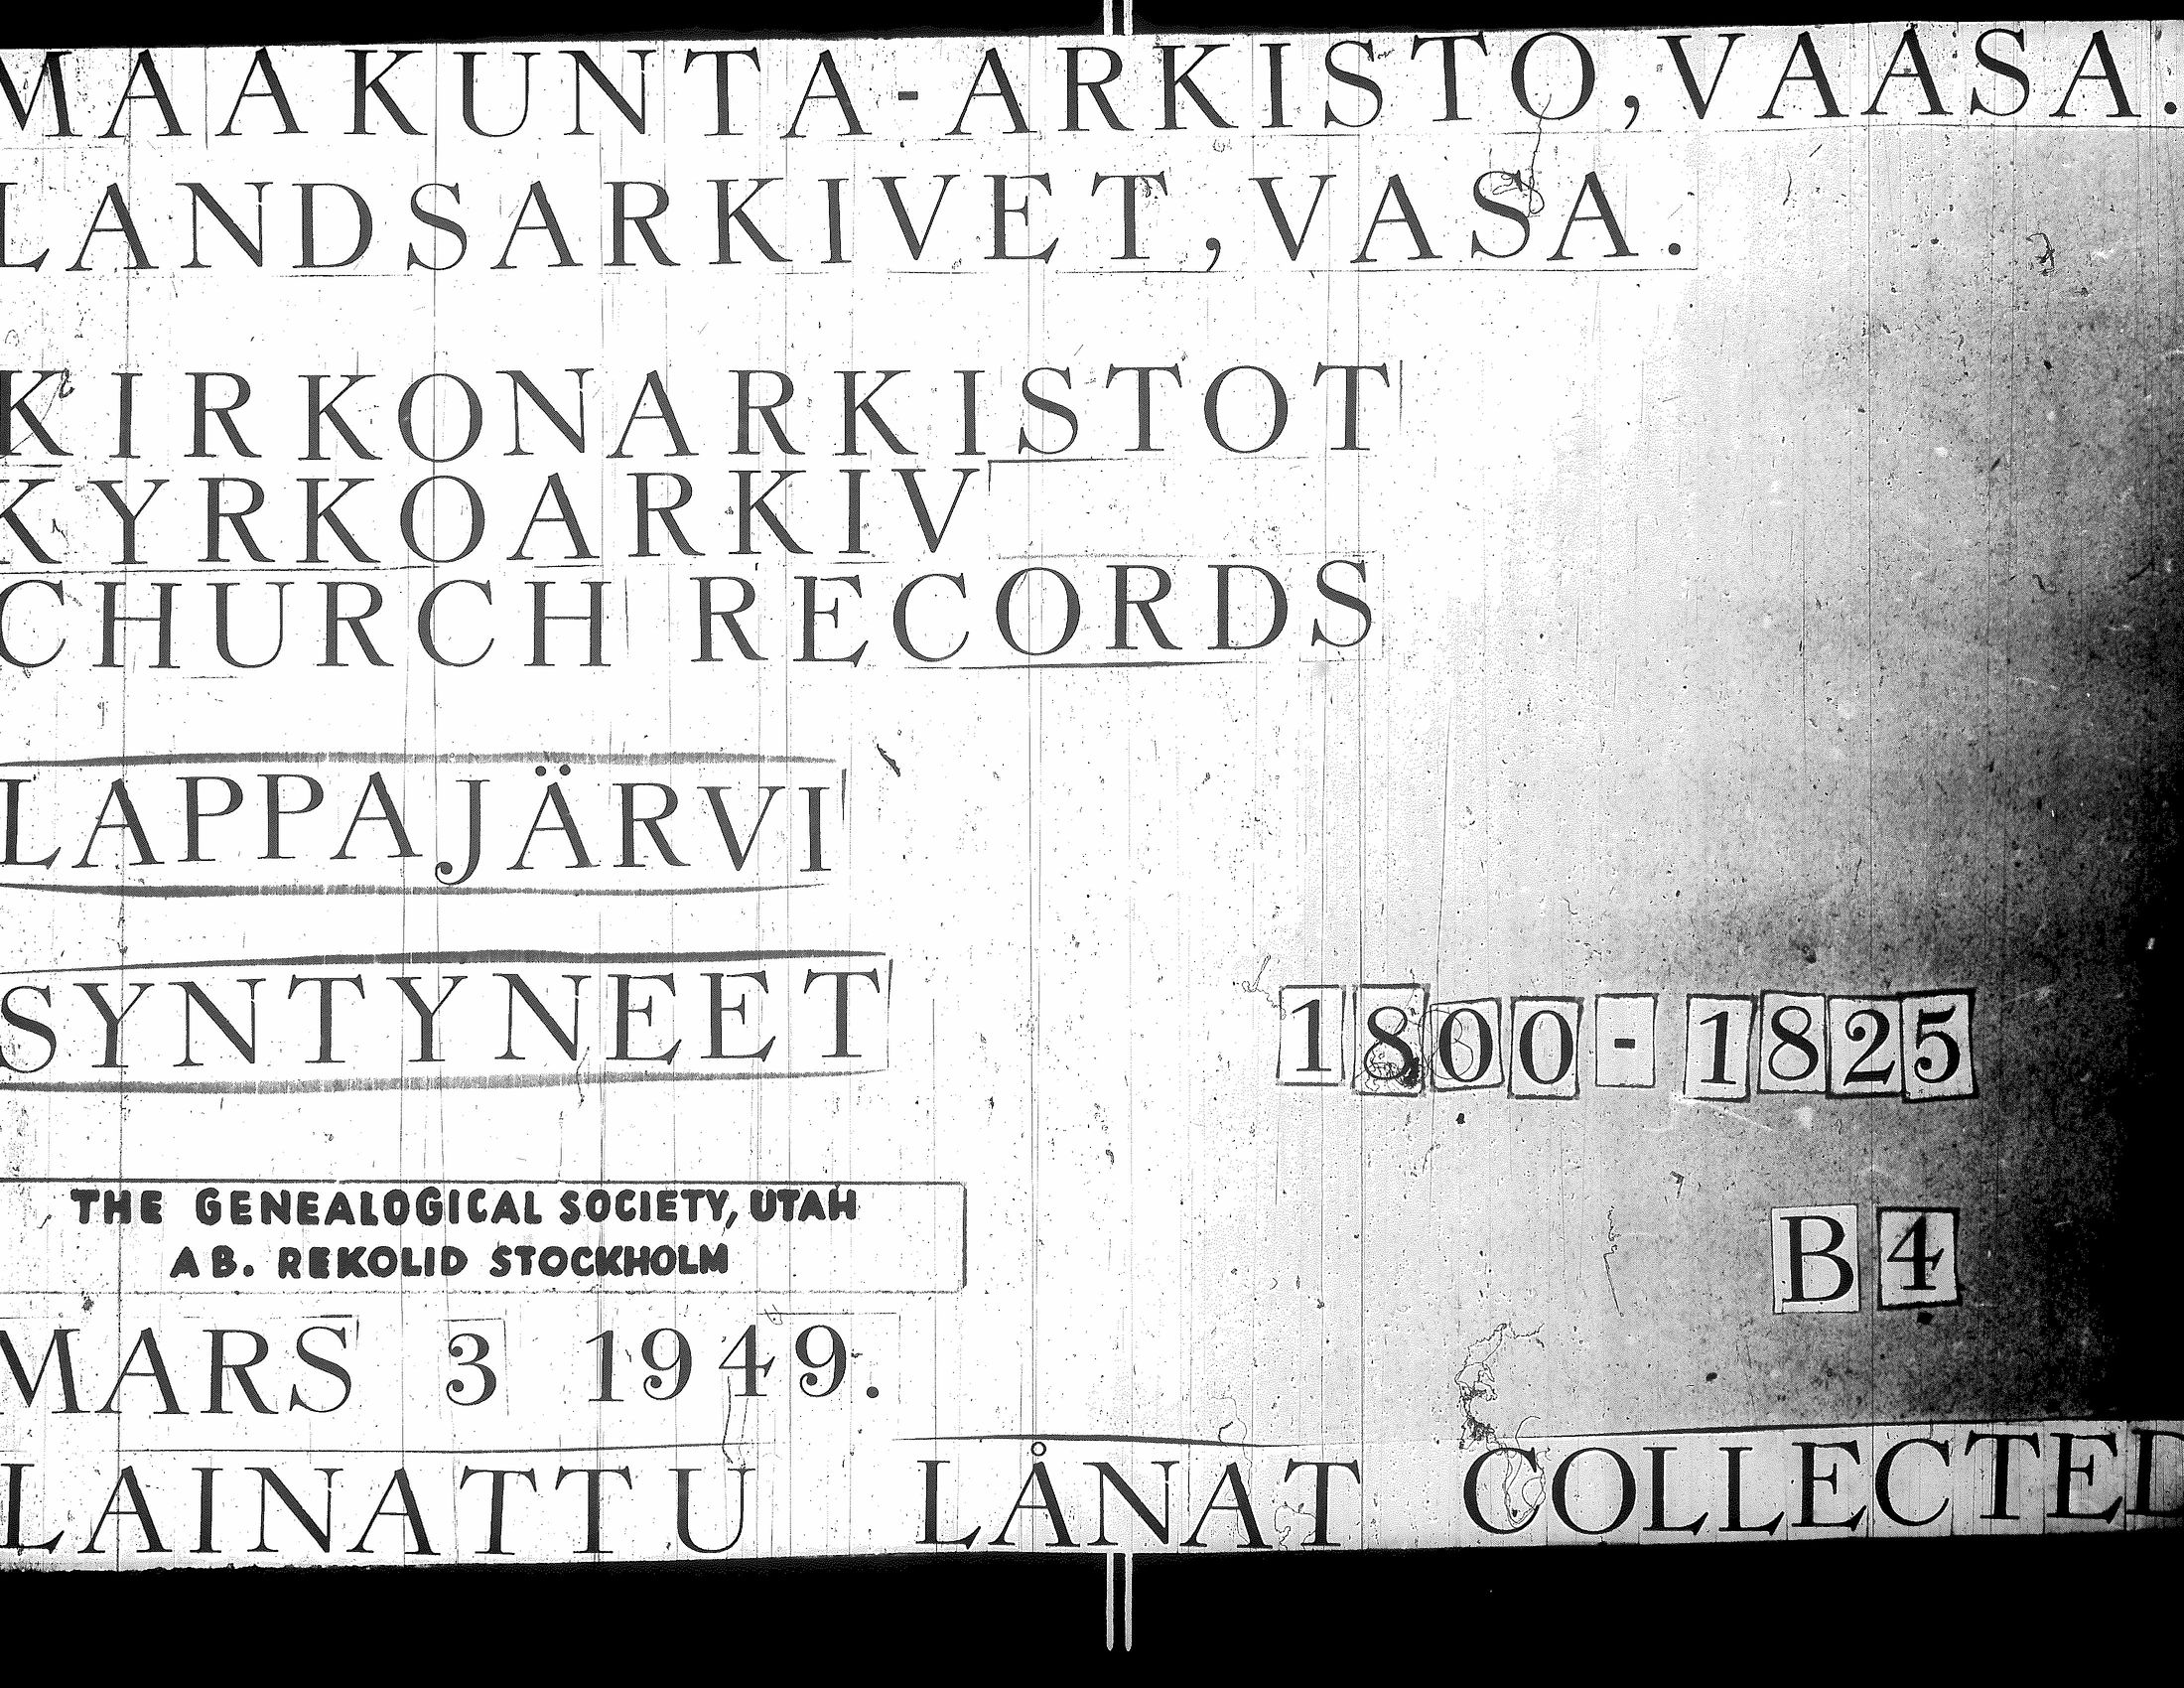 MAAKUNTA-ARKISTO, VAASA.
LANDSARKIVET, VASA.
KIRKONARKISTOT
KYRKOARKIV
CHURCH RECORDS
LAPPAJÄRVI
SYNTYNEET 1800-1825
THE GENEALOGICAL SOCIETY, UTAH
AB. REKOLID STOCKHOLM
B4
MARS 3 1949.
LAINATTU LÅNAT COLLECTED